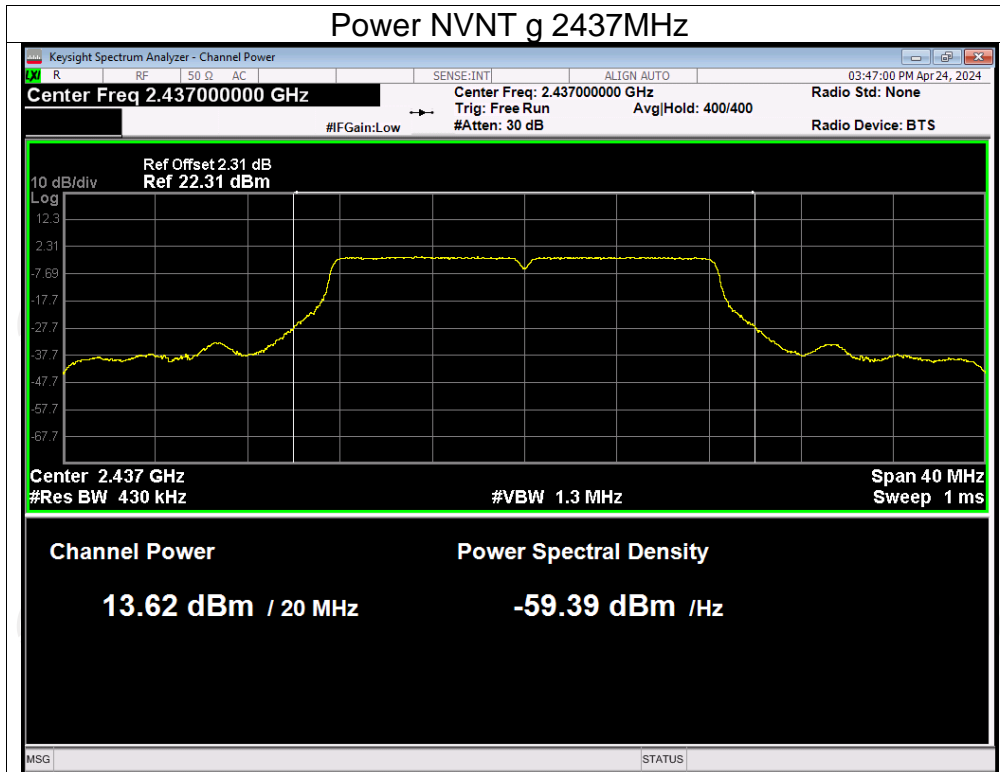 Power NVNT g 2437MHz
Keysight Spectrum Analyzer - Channel Power
LXI R RF 50 Ω AC SENSE:INT ALIGN AUTO 03:47:00 PM Apr 24, 2024
Center Freq 2.437000000 GHz Center Freq: 2.437000000 GHz Radio Std: None
Trig: Free Run Avg|Hold: 400/400
#IFGain:Low #Atten: 30 dB Radio Device: BTS
Ref Offset 2.31 dB
10 dB/div Ref 22.31 dBm
Log
12.3
2.31
-7.69
-17.7
-27.7
-37.7
-47.7
-57.7
-67.7
Center 2.437 GHz Span 40 MHz
#Res BW 430 kHz #VBW 1.3 MHz Sweep 1 ms
Channel Power Power Spectral Density
13.62 dBm / 20 MHz -59.39 dBm /Hz
MSG STATUS